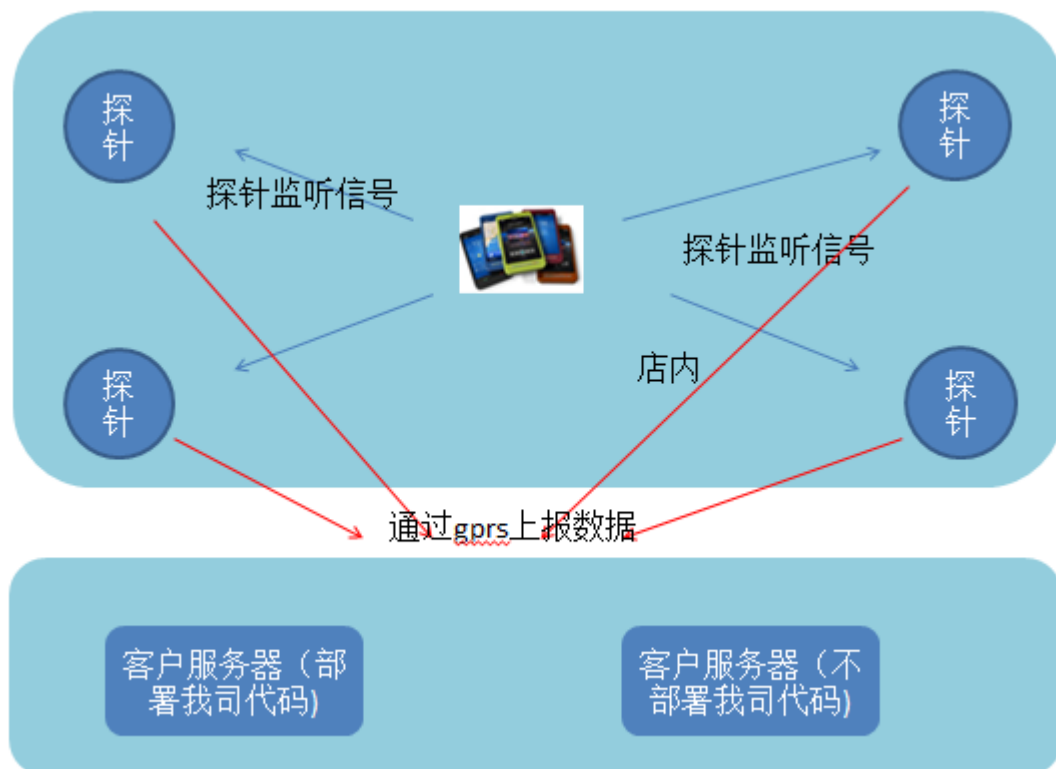 探
针
探
针
探针监听信号
探针监听信号
店内
探
针
探
针
通过gprs上报数据
客户服务器（部
署我司代码)
客户服务器（不
部署我司代码)